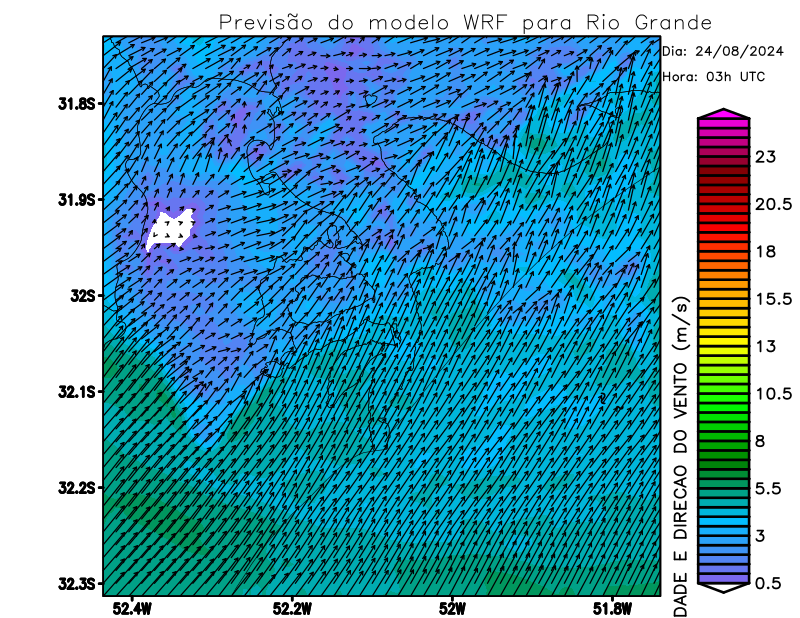 Previsão do modelo WRF para Rio Grande
Dia: 24/08/2024
Hora: 03h UTC
31.8S
31.9S
32S
32.1S
32.2S
32.3S
52.4W
52.2W
52W
51.8W
23
20.5
18
15.5
13
10.5
8
5.5
3
0.5
DADE E DIRECAO DO VENTO (m/s)